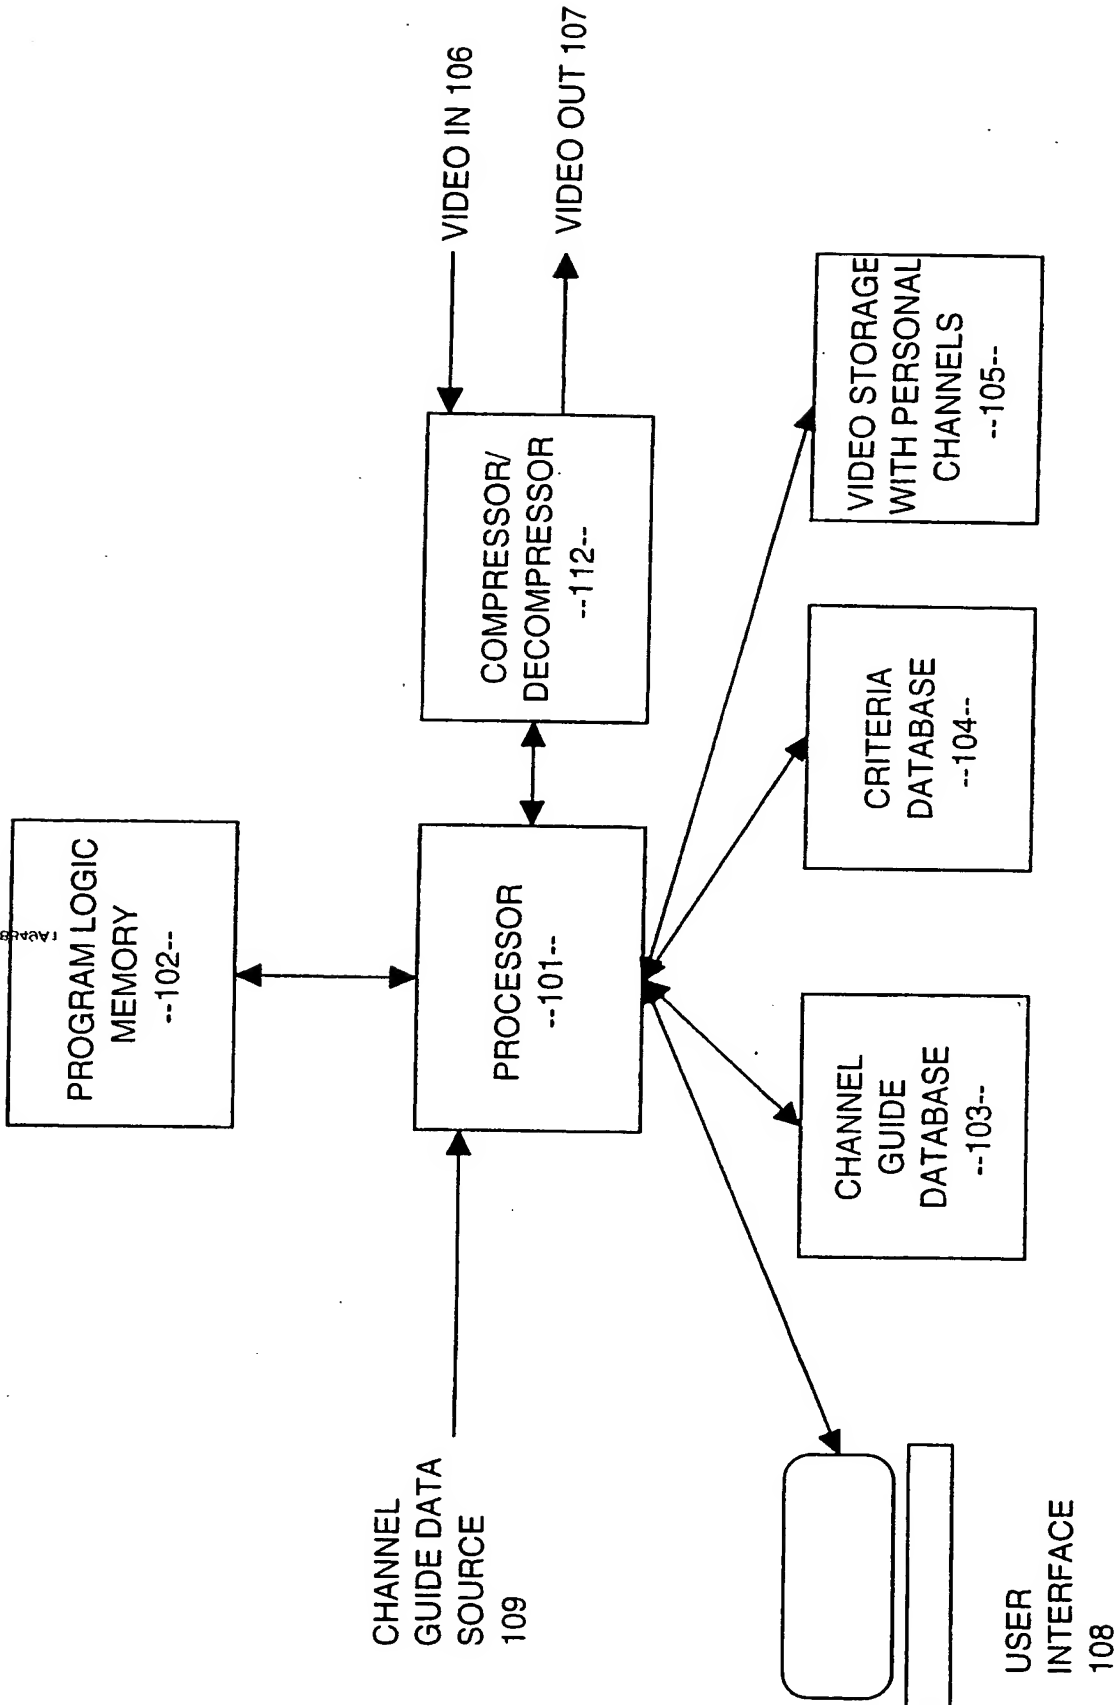 PROGRAM LOGIC
MEMORY
--102--
CHANNEL
GUIDE DATA
SOURCE
109
PROCESSOR
--101--
COMPRESSOR/
DECOMPRESSOR
--112--
VIDEO IN 106
VIDEO OUT 107
USER
INTERFACE
108
CHANNEL
GUIDE
DATABASE
--103--
CRITERIA
DATABASE
--104--
VIDEO STORAGE
WITH PERSONAL
CHANNELS
--105--